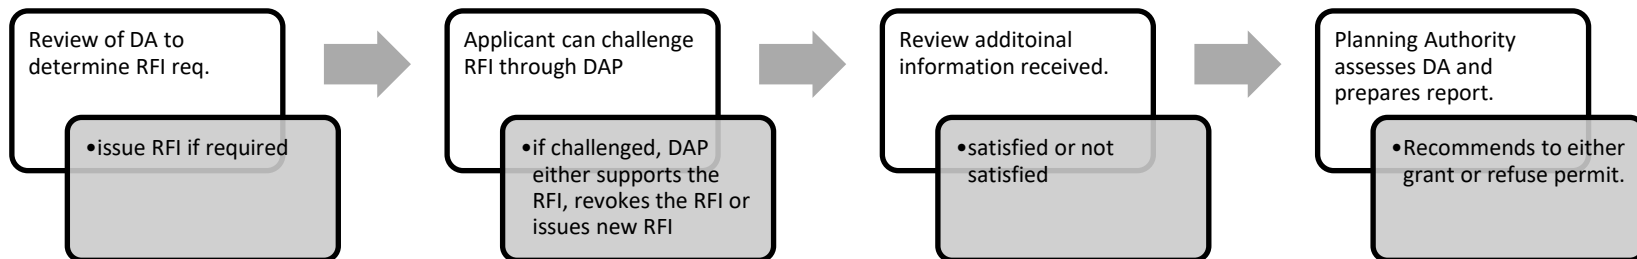 Review of DA to
determine RFI req.
•issue RFI if required
Applicant can challenge
RFI through DAP
•if challenged, DAP
either supports the
RFI, revokes the RFI or
issues new RFI
Review additoinal
information received.
•satisfied or not
satisfied
Planning Authority
assesses DA and
prepares report.
•Recommends to either
grant or refuse permit.